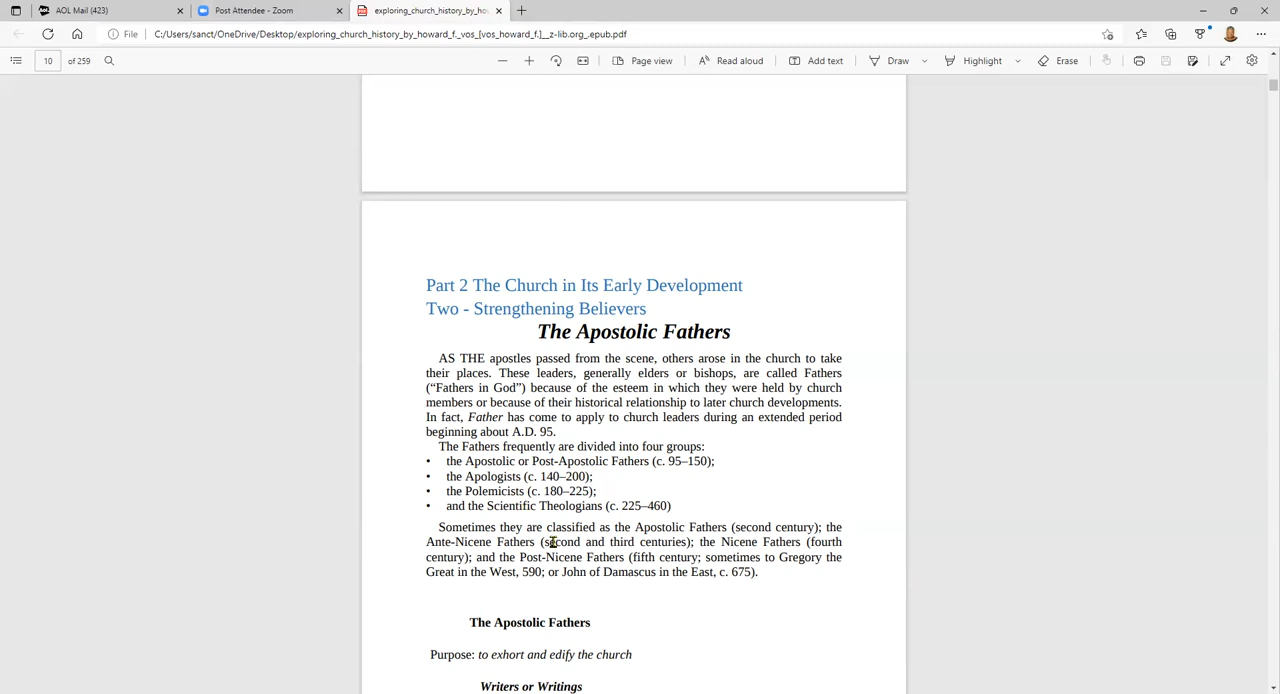 AOL Mail (423)
Post Attendee - Zoom
exploring_church_history_by_ho
File
C:/Users/sanct/OneDrive/Desktop/exploring_church_history_by_howard_f._vos_[vos_howard_f.]__z-lib.org_.epub.pdf
10 of 259
Page view
Read aloud
Add text
Draw
Highlight
Erase
Part 2 The Church in Its Early Development
Two - Strengthening Believers
The Apostolic Fathers
AS THE apostles passed from the scene, others arose in the church to take
their places. These leaders, generally elders or bishops, are called Fathers
(“Fathers in God”) because of the esteem in which they were held by church
members or because of their historical relationship to later church developments.
In fact, Father has come to apply to church leaders during an extended period
beginning about A.D. 95.
The Fathers frequently are divided into four groups:
• the Apostolic or Post-Apostolic Fathers (c. 95–150);
• the Apologists (c. 140–200);
• the Polemicists (c. 180–225);
• and the Scientific Theologians (c. 225–460)
Sometimes they are classified as the Apostolic Fathers (second century); the
Ante-Nicene Fathers (second and third centuries); the Nicene Fathers (fourth
century); and the Post-Nicene Fathers (fifth century; sometimes to Gregory the
Great in the West, 590; or John of Damascus in the East, c. 675).
The Apostolic Fathers
Purpose: to exhort and edify the church
Writers or Writings